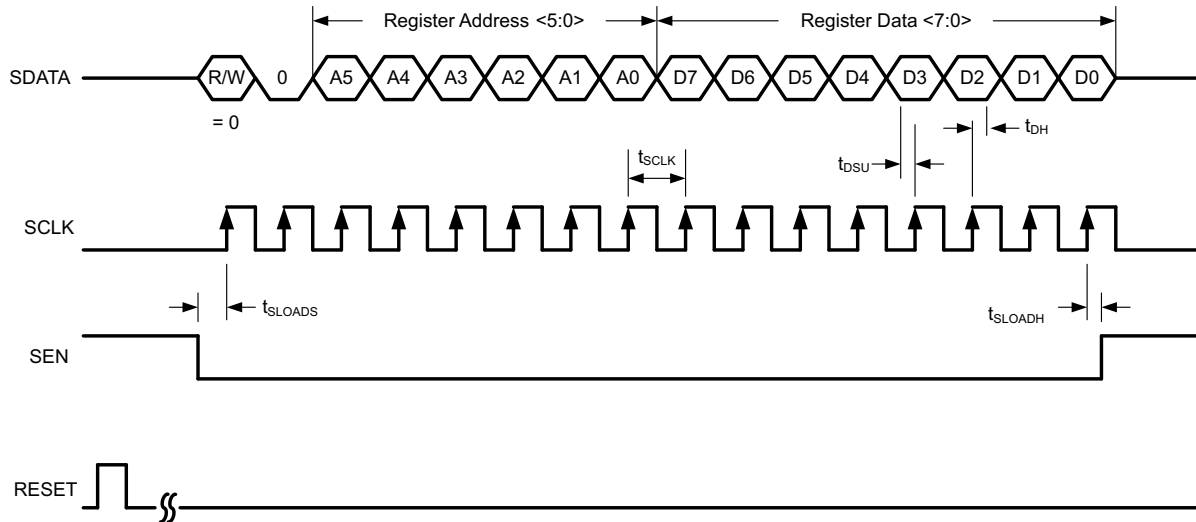 Register Address <5:0> Register Data <7:0>
SDATA R/W 0 A5 A4 A3 A2 A1 A0 D7 D6 D5 D4 D3 D2 D1 D0
= 0
tSCLK tDSU tDH
SCLK
tSLOADS tSLOADH
SEN
RESET